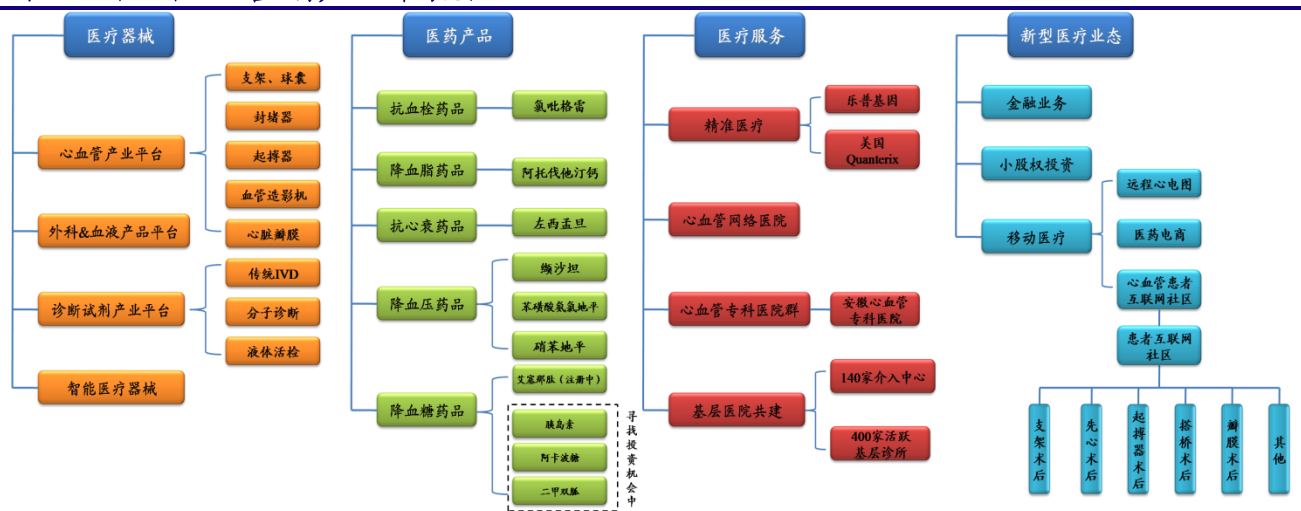 医疗器械
心血管产业平台
支架、球囊
封堵器
起搏器
血管造影机
心脏瓣膜
外科&血液产品平台
诊断试剂产业平台
传统IVD
分子诊断
液体活检
智能医疗器械
医药产品
抗血栓药品
氯吡格雷
降血脂药品
阿托伐他汀钙
抗心衰药品
左西孟旦
降血压药品
缬沙坦
苯磺酸氨氯地平
硝苯地平
降血糖药品
艾塞那肽（注册中）
胰岛素
阿卡波糖
二甲双胍
寻找投资机会中
医疗服务
精准医疗
乐普基因
美国
Quanterix
心血管网络医院
心血管专科医院群
安徽心血管
专科医院
基层医院共建
140家介入中心
400家活跃
基层诊所
新型医疗业态
金融业务
小股权投资
移动医疗
远程心电图
医药电商
心血管患者
互联网社区
患者互联网
社区
支架术后
先心术后
起搏器术后
搭桥术后
瓣膜术后
其他